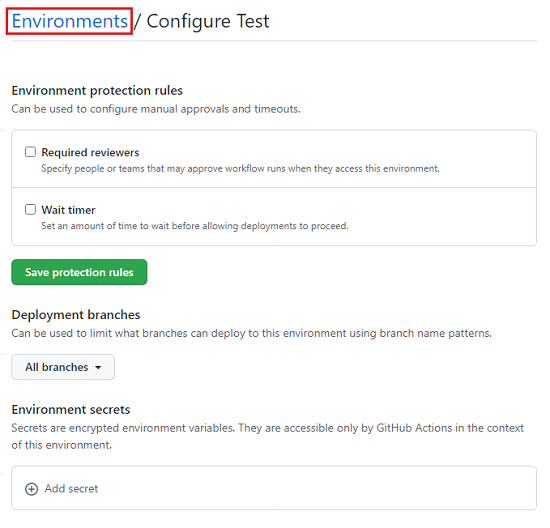 Environments / Configure Test
Environment protection rules
Can be used to configure manual approvals and timeouts.
Required reviewers
Specify people or teams that may approve workflow runs when they access this environment.
Wait timer
Set an amount of time to wait before allowing deployments to proceed.
Save protection rules
Deployment branches
Can be used to limit what branches can deploy to this environment using branch name patterns.
All branches
Environment secrets
Secrets are encrypted environment variables. They are accessible only by GitHub Actions in the context
of this environment.
Add secret